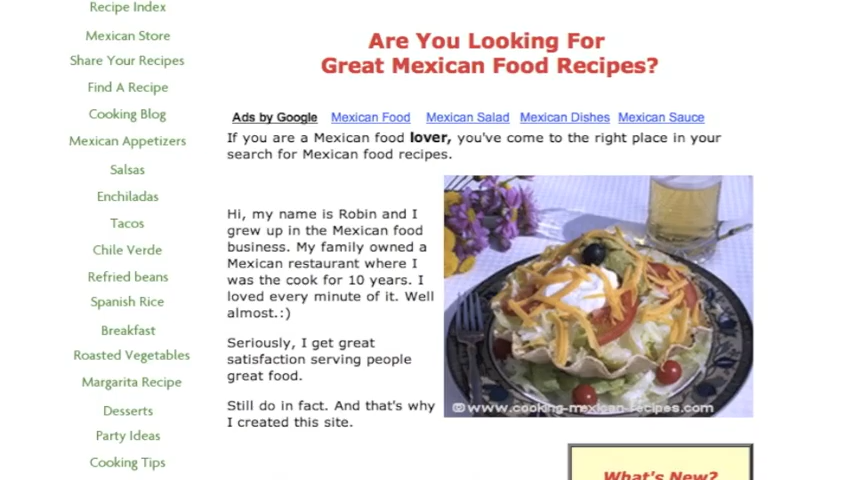 Recipe Index
Mexican Store
Share Your Recipes
Find A Recipe
Cooking Blog
Mexican Appetizers
Salsas
Enchiladas
Tacos
Chile Verde
Refried beans
Spanish Rice
Breakfast
Roasted Vegetables
Margarita Recipe
Desserts
Party Ideas
Cooking Tips
Are You Looking For
Great Mexican Food Recipes?
Ads by Google Mexican Food Mexican Salad Mexican Dishes Mexican Sauce
If you are a Mexican food lover, you've come to the right place in your
search for Mexican food recipes.
Hi, my name is Robin and I
grew up in the Mexican food
business. My family owned a
Mexican restaurant where I
was the cook for 10 years. I
loved every minute of it. Well
almost.:)
Seriously, I get great
satisfaction serving people
great food.
Still do in fact. And that's why
I created this site.
©www.cooking-mexican-recipes.com
What's New?